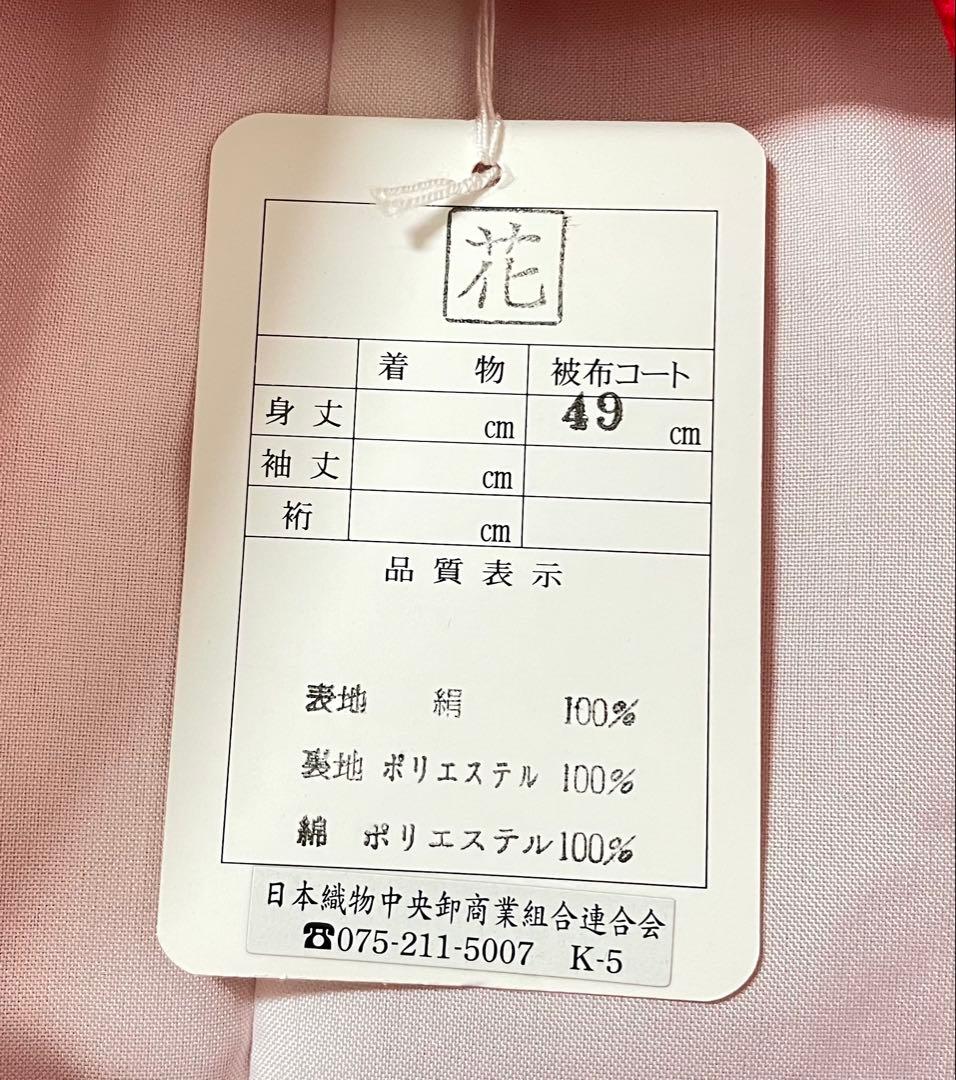 花
着物 被布コート
身丈 cm 49 cm
袖丈 cm
裄 cm
品質表示
表地 絹 100%
裏地 ポリエステル 100%
綿 ポリエステル 100%
日本織物中央卸商業組合連合会
☎075-211-5007 K-5